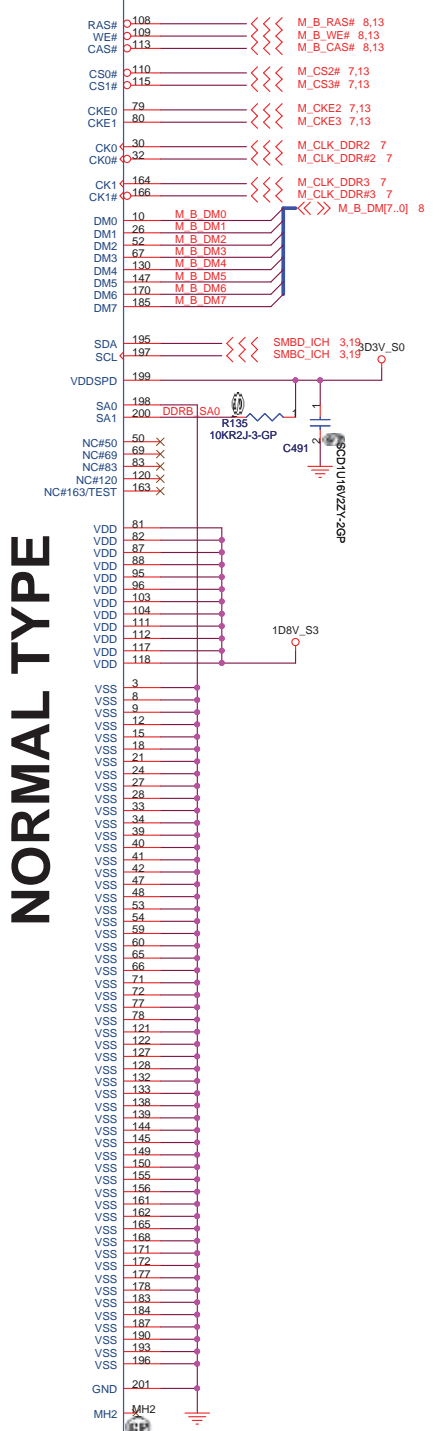 RAS# 108 M_B_RAS# 8,13
WE# 109 M_B_WE# 8,13
CAS# 113 M_B_CAS# 8,13
CS0# 110 M_CS2# 7,13
CS1# 115 M_CS3# 7,13
CKE0 79 M_CKE2 7,13
CKE1 80 M_CKE3 7,13
CK0 30 M_CLK_DDR2 7
CK0# 32 M_CLK_DDR#2 7
CK1 164 M_CLK_DDR3 7
CK1# 166 M_CLK_DDR#3 7
M_B_DM[7..0] 8
DM0 10 M_B_DM0
DM1 26 M_B_DM1
DM2 52 M_B_DM2
DM3 67 M_B_DM3
DM4 130 M_B_DM4
DM5 147 M_B_DM5
DM6 170 M_B_DM6
DM7 185 M_B_DM7
SDA 195 SMBD_ICH 3,19
SCL 197 SMBC_ICH 3,19
3D3V_S0
VDDSPD 199
SA0 198
SA1 200 DDRB_SA0
R135 1
10KR2J-3-GP
C491 1 2
SCD1U16V2ZY-2GP
NC#50 50
NC#69 69
NC#83 83
NC#120 120
NC#163/TEST 163
NORMAL TYPE
VDD 81
VDD 82
VDD 87
VDD 88
VDD 95
VDD 96
VDD 103
VDD 104
VDD 111
VDD 112
VDD 117
VDD 118
1D8V_S3
VSS 3
VSS 8
VSS 9
VSS 12
VSS 15
VSS 18
VSS 21
VSS 24
VSS 27
VSS 28
VSS 33
VSS 34
VSS 39
VSS 40
VSS 41
VSS 42
VSS 47
VSS 48
VSS 53
VSS 54
VSS 59
VSS 60
VSS 65
VSS 66
VSS 71
VSS 72
VSS 77
VSS 78
VSS 121
VSS 122
VSS 127
VSS 128
VSS 132
VSS 133
VSS 138
VSS 139
VSS 144
VSS 145
VSS 149
VSS 150
VSS 155
VSS 156
VSS 161
VSS 162
VSS 165
VSS 168
VSS 171
VSS 172
VSS 177
VSS 178
VSS 183
VSS 184
VSS 187
VSS 190
VSS 193
VSS 196
GND 201
MH2 MH2